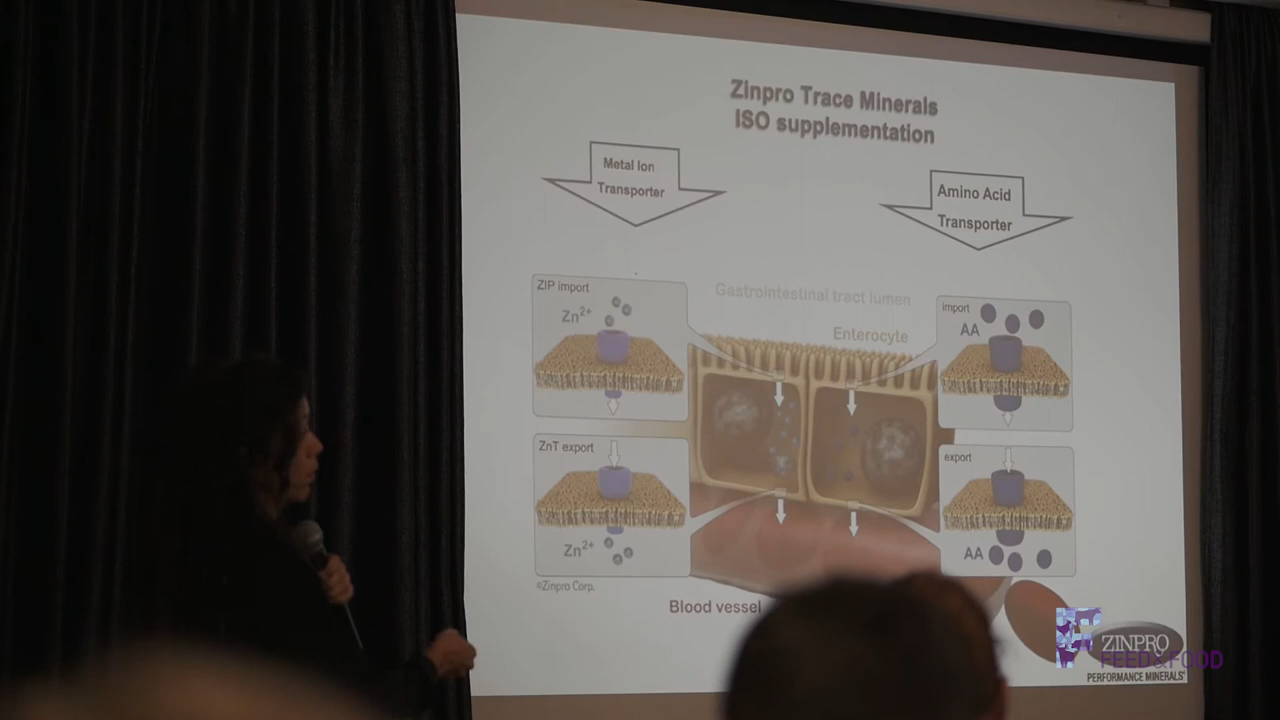 Zinpro Trace Minerals
ISO supplementation
Metal Ion
Transporter
Amino Acid
Transporter
ZIP import
Zn2+
Gastrointestinal tract lumen
Enterocyte
import
AA
ZnT export
Zn2+
export
AA
©Zinpro Corp.
Blood vessel
ZINPRO
FEED&FOOD
PERFORMANCE MINERALS®